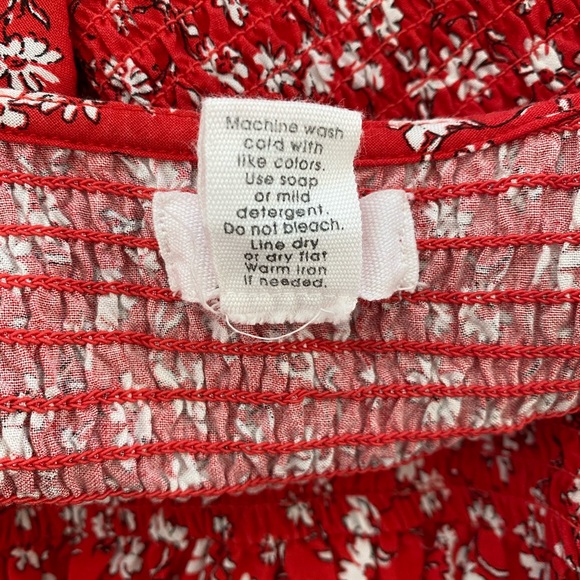 Machine wash
cold with
like colors.
Use soap
or mild
detergent.
Do not bleach.
Line dry
or dry flat
Warm iron
if needed.